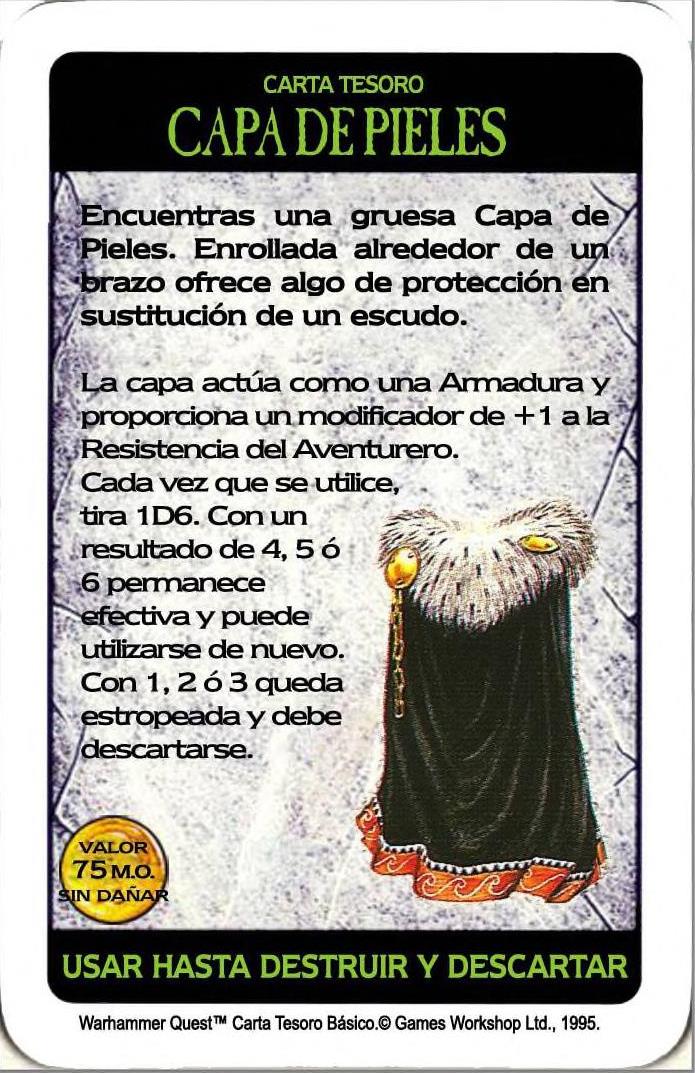 CARTA TESORO
CAPA DE PIELES
Encuentras una gruesa Capa de
Pieles. Enrollada alrededor de un
brazo ofrece algo de protección en
sustitución de un escudo.
La capa actúa como una Armadura y
proporciona un modificador de +1 a la
Resistencia del Aventurero.
Cada vez que se utilice,
tira 1D6. Con un
resultado de 4, 5 ó
6 permanece
efectiva y puede
utilizarse de nuevo.
Con 1, 2 ó 3 queda
estropeada y debe
descartarse.
VALOR
75 M.O.
SIN DAÑAR
USAR HASTA DESTRUIR Y DESCARTAR
Warhammer Quest™ Carta Tesoro Básico.© Games Workshop Ltd., 1995.